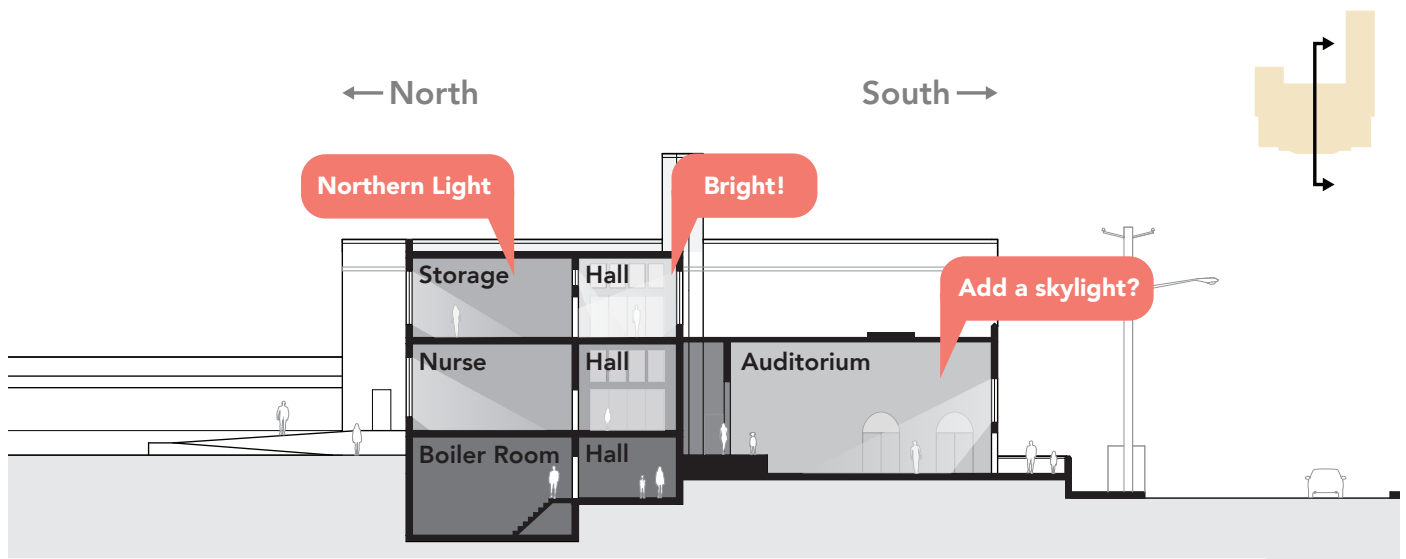 North
South
Northern Light
Bright!
Storage
Hall
Add a skylight?
Nurse
Hall
Auditorium
Boiler Room
Hall